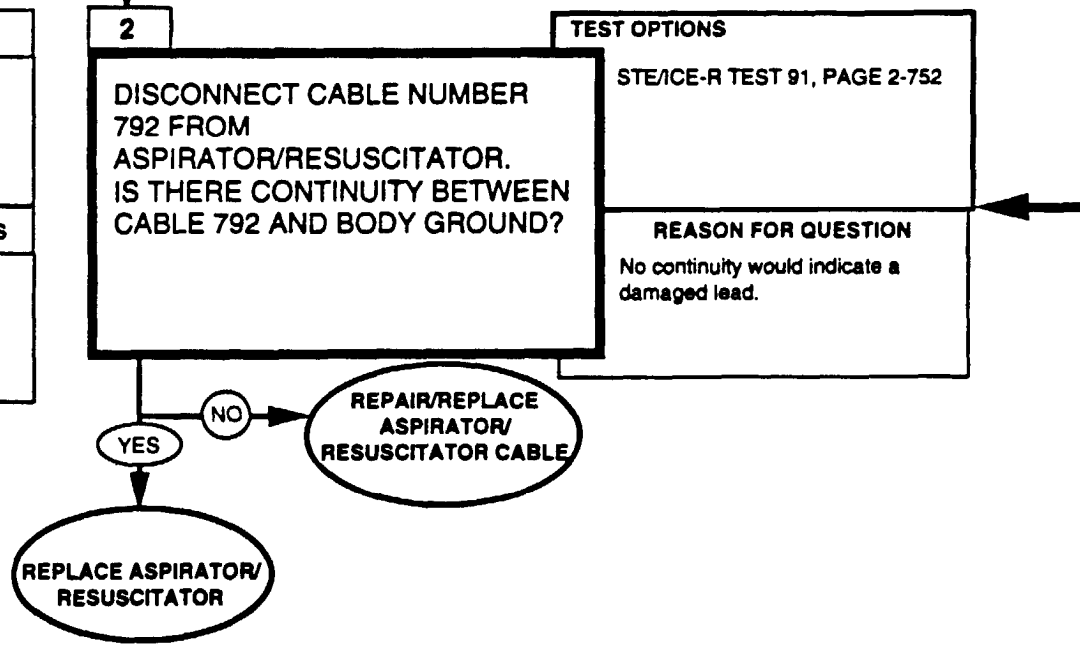 2
DISCONNECT CABLE NUMBER
792 FROM
ASPIRATOR/RESUSCITATOR.
IS THERE CONTINUITY BETWEEN
CABLE 792 AND BODY GROUND?
TEST OPTIONS
STE/ICE-R TEST 91, PAGE 2-752
REASON FOR QUESTION
No continuity would indicate a
damaged lead.
NO
REPAIR/REPLACE
ASPIRATOR/
RESUSCITATOR CABLE
YES
REPLACE ASPIRATOR/
RESUSCITATOR
S